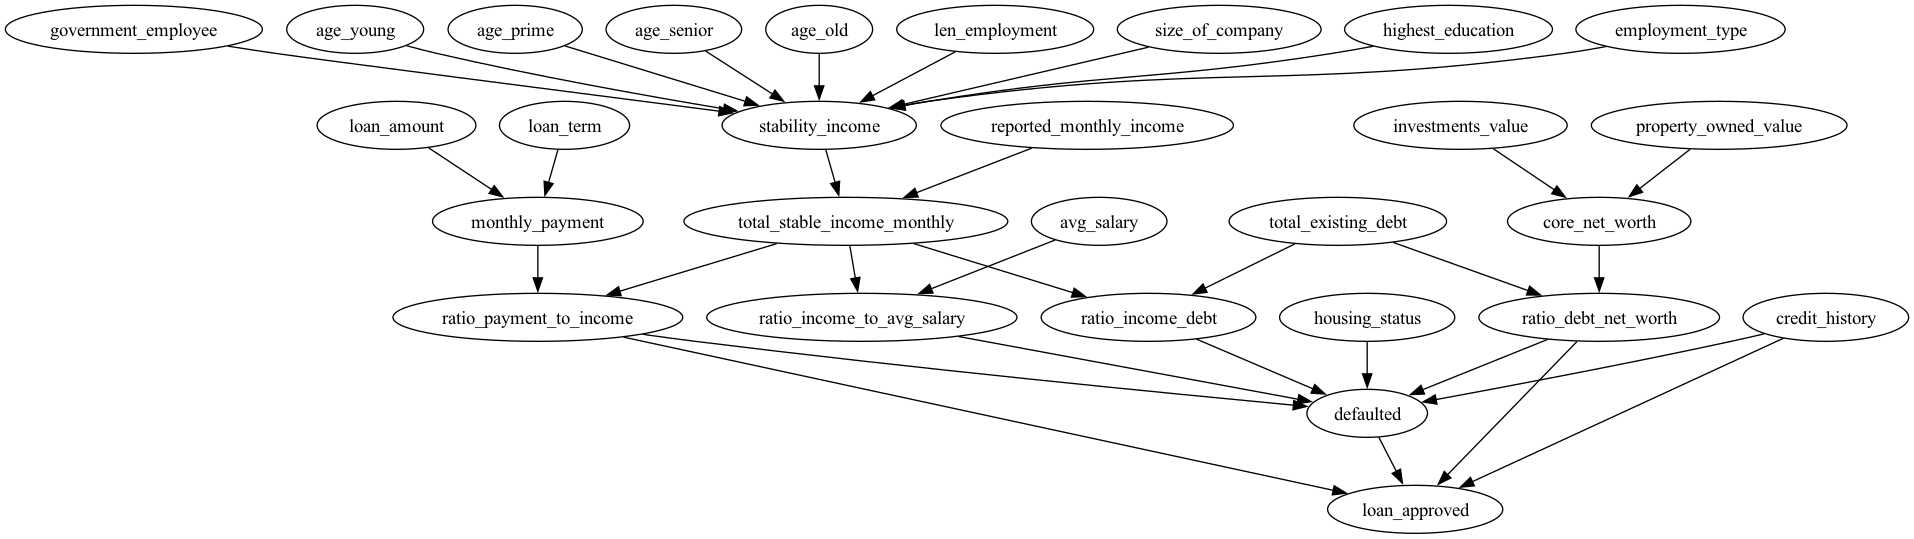 government_employee
age_young
age_prime
age_senior
age_old
len_employment
size_of_company
highest_education
employment_type
loan_amount
loan_term
stability_income
reported_monthly_income
investments_value
property_owned_value
monthly_payment
total_stable_income_monthly
avg_salary
total_existing_debt
core_net_worth
ratio_payment_to_income
ratio_income_to_avg_salary
ratio_income_debt
housing_status
ratio_debt_net_worth
credit_history
defaulted
loan_approved